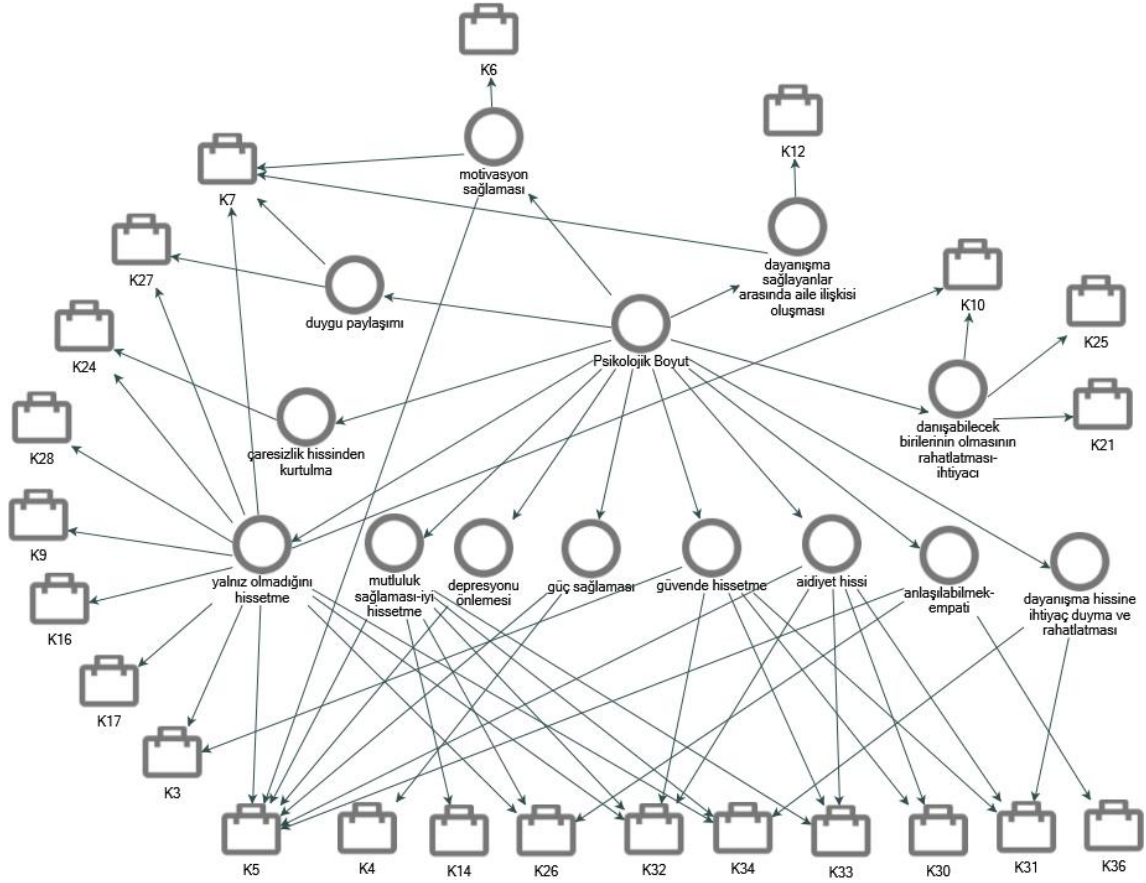 K6
K12
motivasyon
sağlaması
K7
dayanışma
sağlayanlar
arasında aile ilişkisi
oluşması
K27
K10
duygu paylaşımı
K25
K24
Psikolojik Boyut
danışabilecek
birilerinin olmasının
rahatlatması-
ihtiyacı
K21
K28
çaresizlik hissinden
kurtulma
K9
yalnız olmadığını
hissetme
mutluluk
sağlaması-iyi
hissetme
depresyonu
önlemesi
güç sağlaması
güvende hissetme
aidiyet hissi
anlaşılabilmek-
empati
dayanışma hissine
ihtiyaç duyma ve
rahatlatması
K16
K17
K3
K5
K4
K14
K26
K32
K34
K33
K30
K31
K36